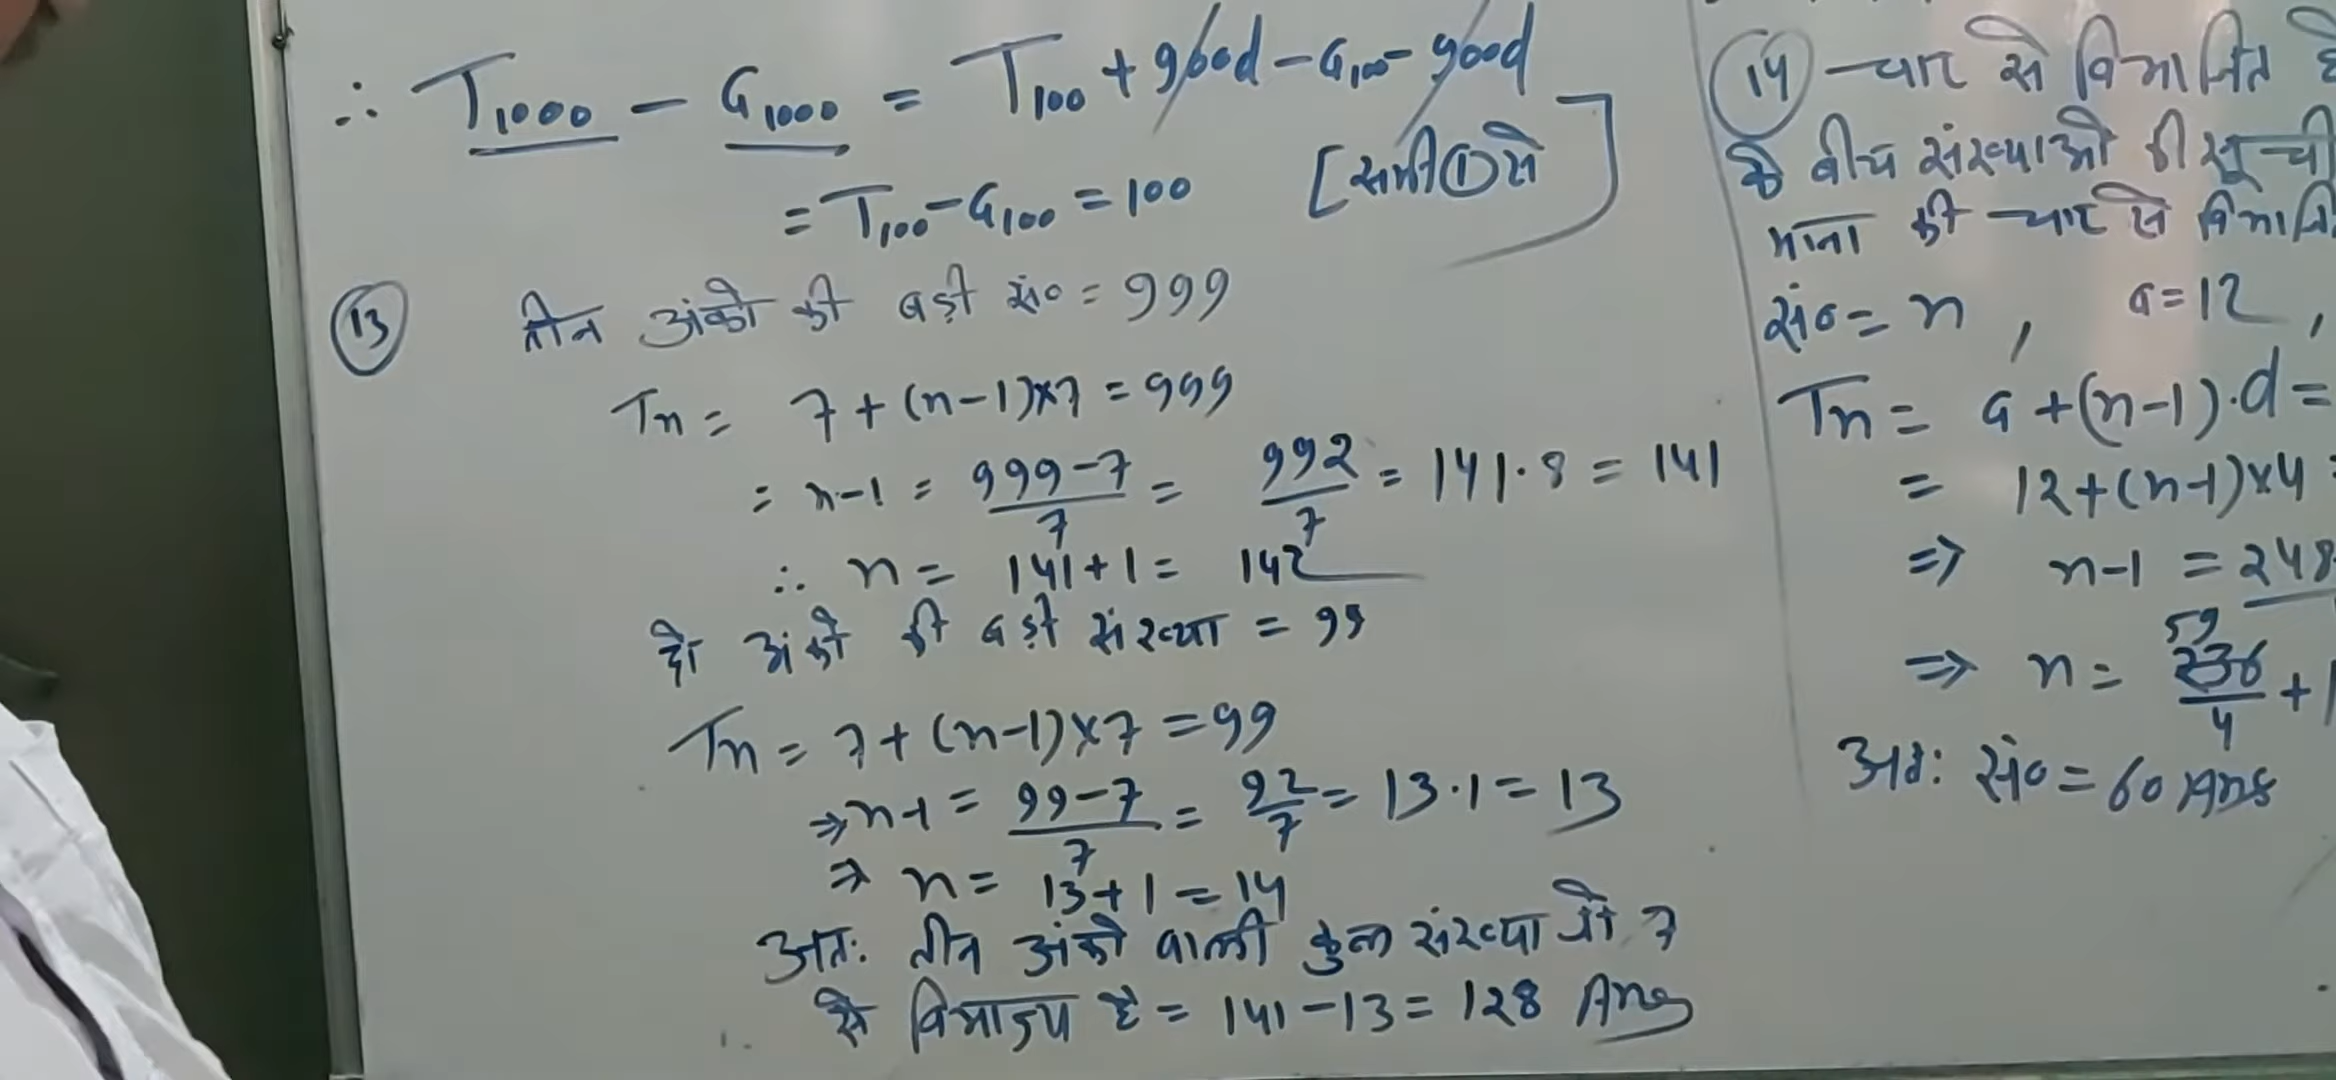 ∴ T₁₀₀₀ - G₁₀₀₀ = T₁₀₀ + 900d - G₁₀₀ - 900d
= T₁₀₀ - G₁₀₀ = 100 [समी① से]
(13) तीन अंको की बड़ी सं० = 999
Tn = 7 + (n-1)×7 = 999
= n-1 = (999-7)/7 = 992/7 = 141.8 = 141
∴ n = 141+1 = 142
दो अंको की बड़ी संख्या = 99
Tn = 7 + (n-1)×7 = 99
⇒ n-1 = (99-7)/7 = 92/7 = 13.1 = 13
⇒ n = 13+1 = 14
अतः तीन अंको वाली कुल संख्या जो 7
से विभाज्य है = 141-13 = 128 Ans
(14) चार से विभाजित
के बीच संख्याओ की सूची
माना की चार से
सं० = n, a=12,
Tn = a + (n-1).d =
= 12+(n-1)×4
⇒ n-1 = 248
⇒ n = 236/4 + 1
59
अतः सं० = 60 Ans